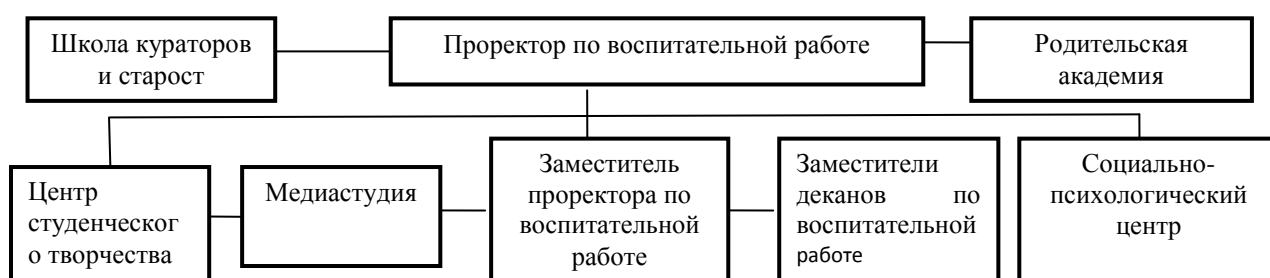 Школа кураторов
и старост
Проректор по воспитательной работе
Родительская
академия
Центр
студенческог
о творчества
Медиастудия
Заместитель
проректора по
воспитательной
работе
Заместители
деканов по
воспитательной
работе
Социально-
психологический
центр